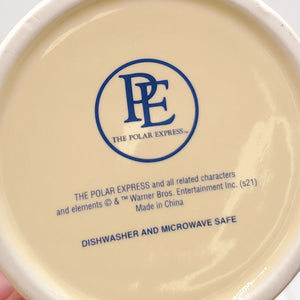 PE
THE POLAR EXPRESS™
THE POLAR EXPRESS and all related characters
and elements © & ™ Warner Bros. Entertainment Inc. (s21)
Made in China
DISHWASHER AND MICROWAVE SAFE